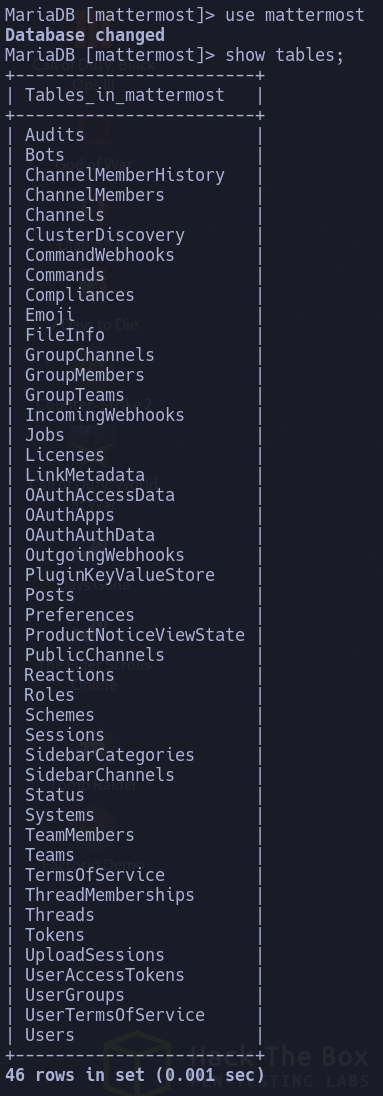 MariaDB [mattermost]> use mattermost
Database changed
MariaDB [mattermost]> show tables;
+------------------------+
| Tables_in_mattermost   |
+------------------------+
| Audits                 |
| Bots                   |
| ChannelMemberHistory   |
| ChannelMembers         |
| Channels               |
| ClusterDiscovery       |
| CommandWebhooks        |
| Commands               |
| Compliances            |
| Emoji                  |
| FileInfo               |
| GroupChannels          |
| GroupMembers           |
| GroupTeams             |
| IncomingWebhooks       |
| Jobs                   |
| Licenses               |
| LinkMetadata           |
| OAuthAccessData        |
| OAuthApps              |
| OAuthAuthData          |
| OutgoingWebhooks       |
| PluginKeyValueStore    |
| Posts                  |
| Preferences            |
| ProductNoticeViewState |
| PublicChannels         |
| Reactions              |
| Roles                  |
| Schemes                |
| Sessions               |
| SidebarCategories      |
| SidebarChannels        |
| Status                 |
| Systems                |
| TeamMembers            |
| Teams                  |
| TermsOfService         |
| ThreadMemberships      |
| Threads                |
| Tokens                 |
| UploadSessions         |
| UserAccessTokens       |
| UserGroups             |
| UserTermsOfService     |
| Users                  |
+------------------------+
46 rows in set (0.001 sec)
Hack The Box
PENTESTING LABS